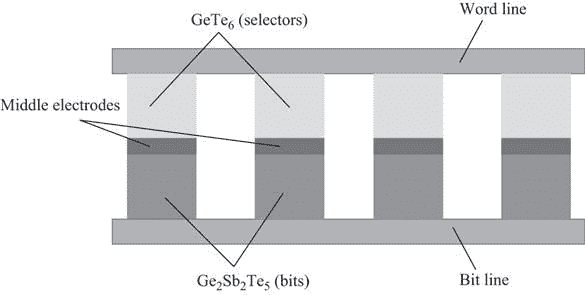 GeTe₆ (selectors)
Word line
Middle electrodes
Ge₂Sb₂Te₅ (bits)
Bit line